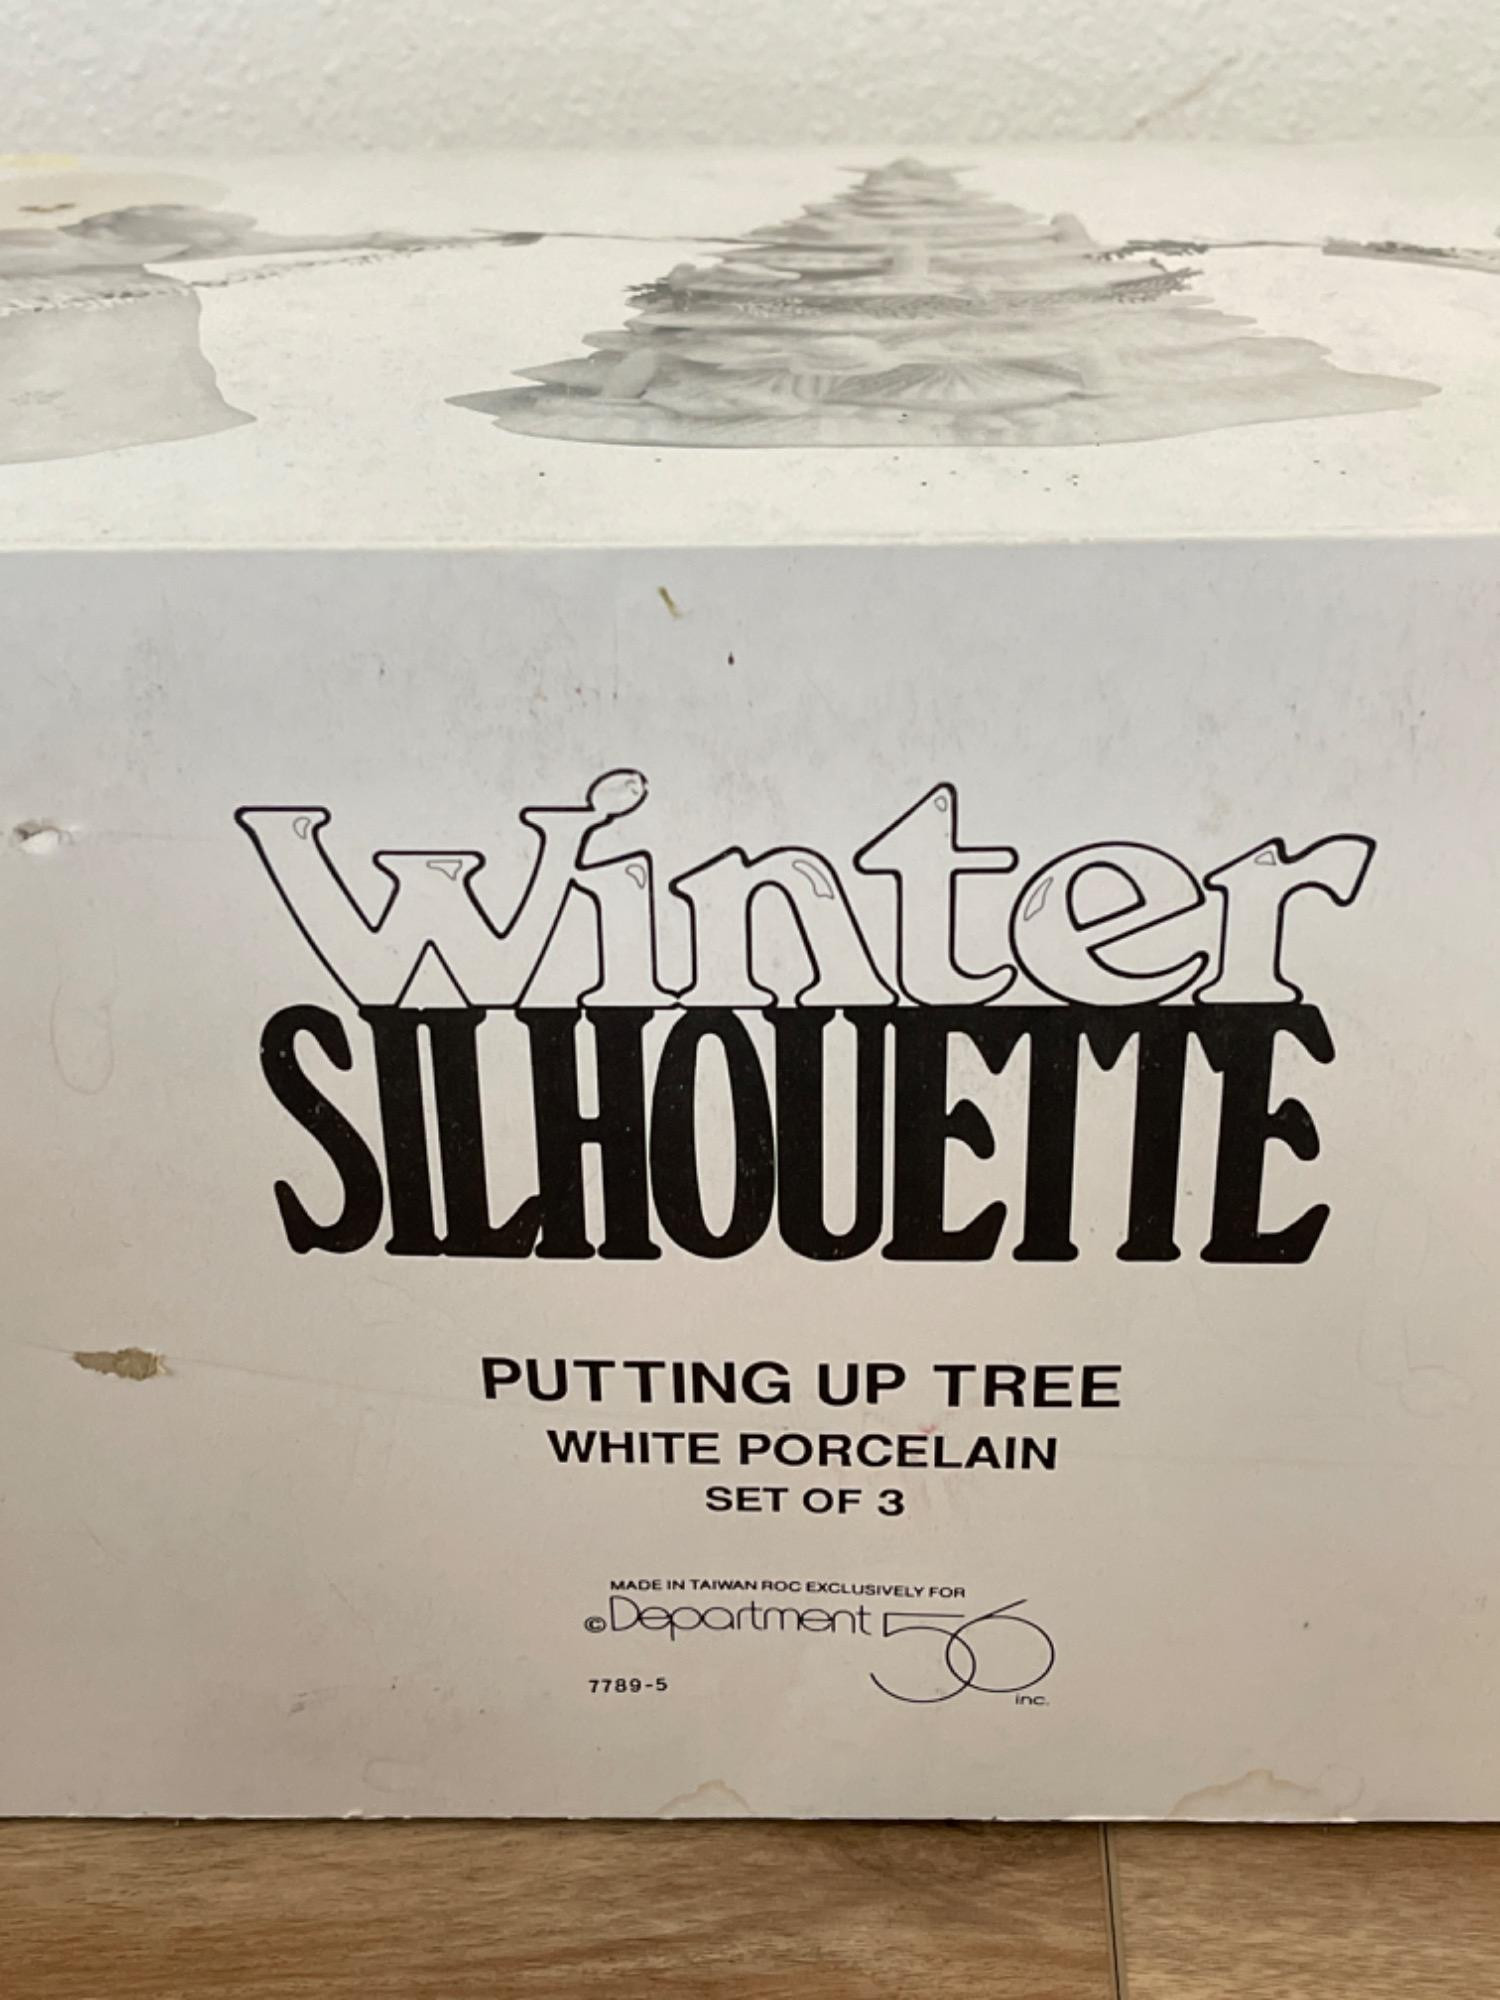 Winter
SILHOUETTE
PUTTING UP TREE
WHITE PORCELAIN
SET OF 3
MADE IN TAIWAN ROC EXCLUSIVELY FOR
©Department 56
inc.
7789-5